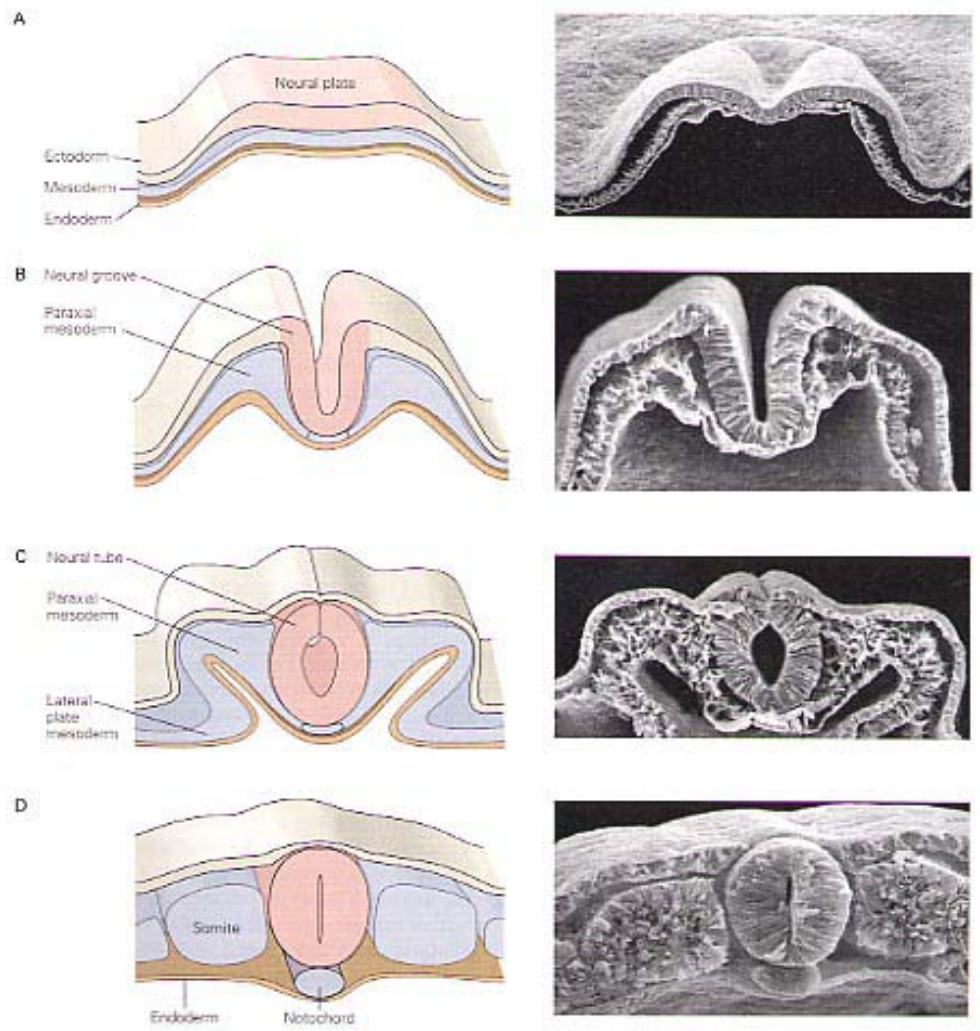 A
Neural plate
Ectoderm
Mesoderm
Endoderm
B
Neural groove
Paraxial
mesoderm
C
Neural tube
Paraxial
mesoderm
Lateral
plate
mesoderm
D
Somite
Endoderm
Notochord